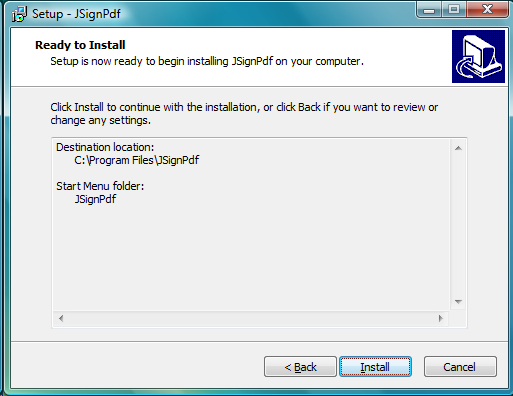 Setup - JSignPdf
Ready to Install
Setup is now ready to begin installing JSignPdf on your computer.
Click Install to continue with the installation, or click Back if you want to review or
change any settings.
Destination location:
C:\Program Files\JSignPdf
Start Menu folder:
JSignPdf
< Back
Install
Cancel